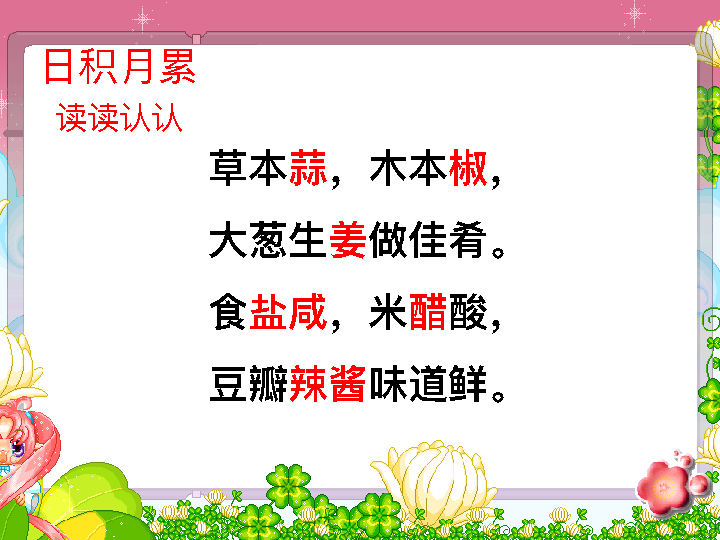 日积月累
读读认认
草本蒜，木本椒，
大葱生姜做佳肴。
食盐咸，米醋酸，
豆瓣辣酱味道鲜。